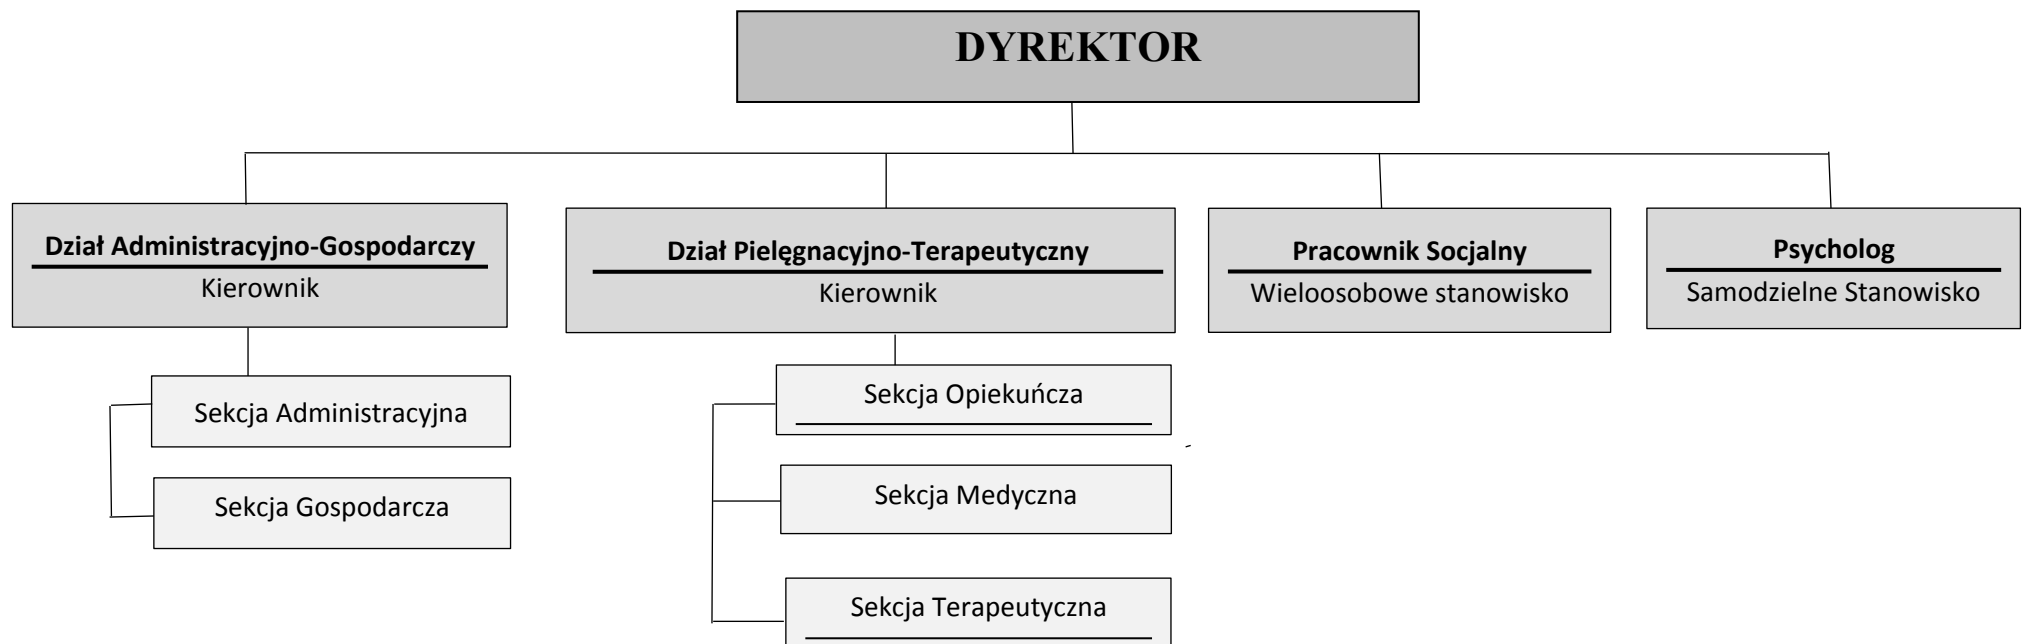 DYREKTOR
Dział Administracyjno-Gospodarczy
Kierownik
Dział Pielęgnacyjno-Terapeutyczny
Kierownik
Pracownik Socjalny
Wieloosobowe stanowisko
Psycholog
Samodzielne Stanowisko
Sekcja Administracyjna
Sekcja Gospodarcza
Sekcja Opiekuńcza
Sekcja Medyczna
Sekcja Terapeutyczna